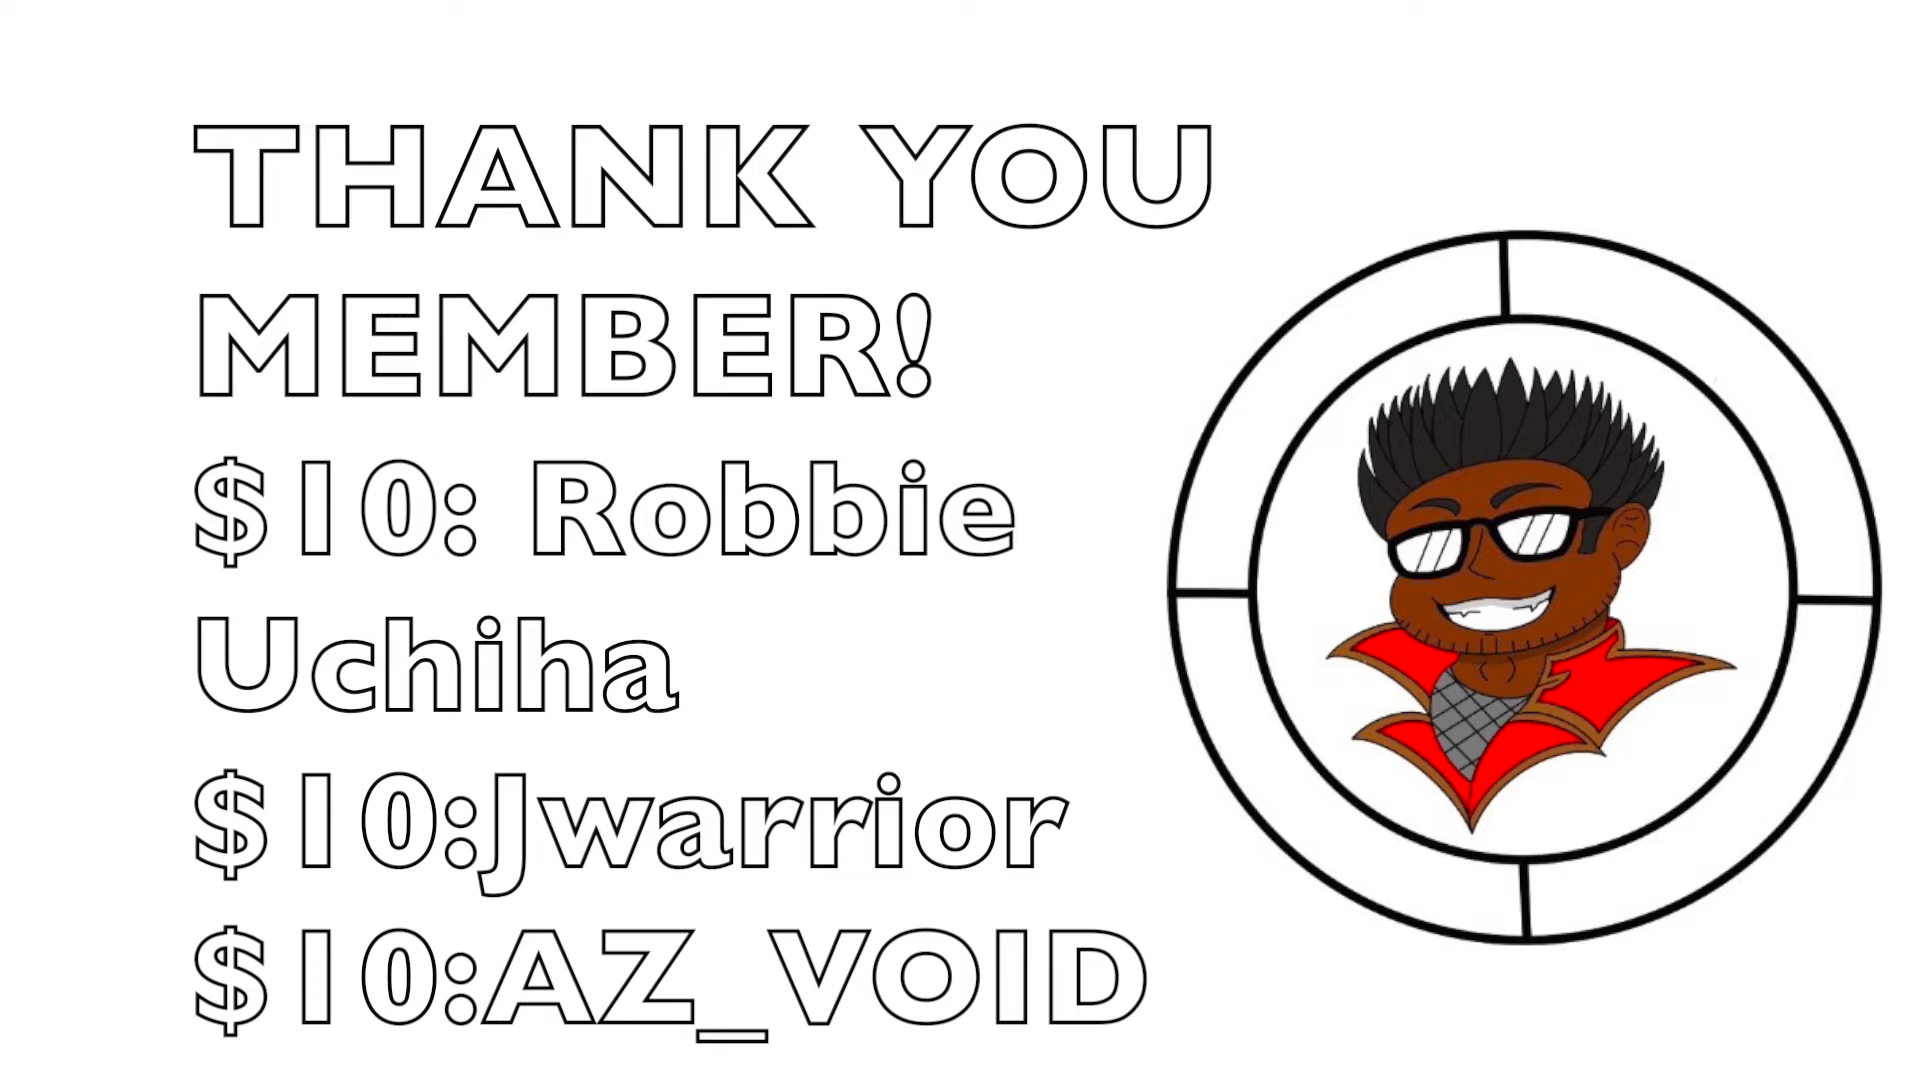 THANK YOU
MEMBER!
$10: Robbie
Uchiha
$10:Jwarrior
$10:AZ_VOID